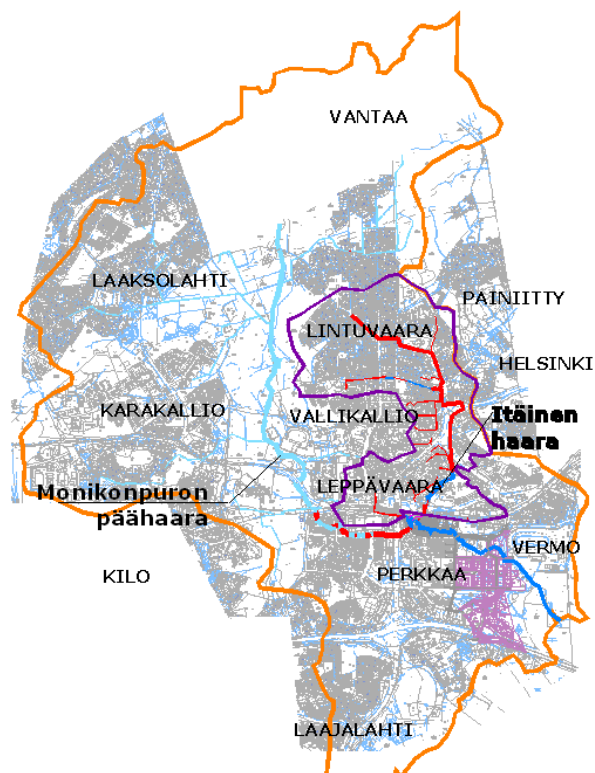 VANTAA
LAAKSOLAHTI
PAINIITTY
LINTUVAARA
HELSINKI
KARAKALLIO
VALLIKALLIO
Itäinen
haara
LEPPÄVAARA
Monikonpuron
päähaara
VERMO
KILO
PERKKAA
LAAJALAHTI